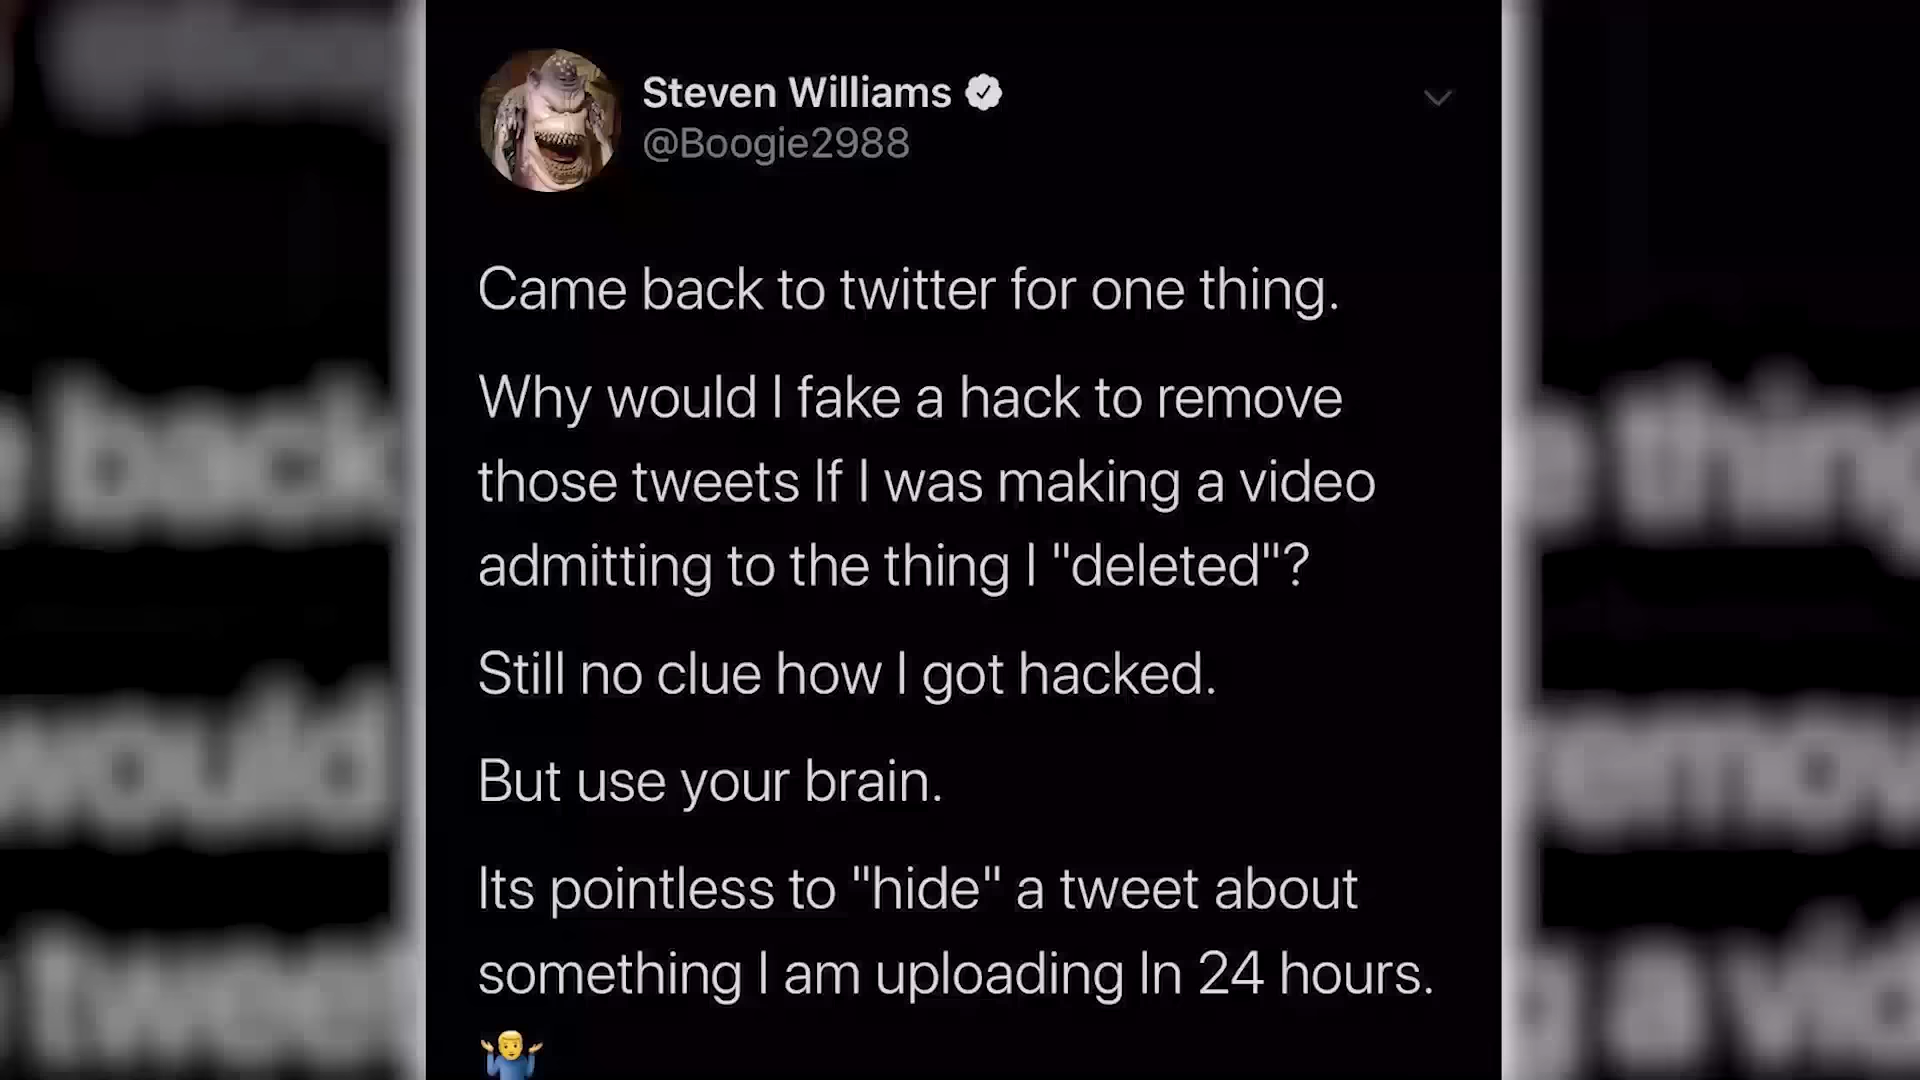 Steven Williams
@Boogie2988
Came back to twitter for one thing.
Why would I fake a hack to remove
those tweets If I was making a video
admitting to the thing I "deleted"?
Still no clue how I got hacked.
But use your brain.
Its pointless to "hide" a tweet about
something I am uploading In 24 hours.
🤷‍♂️